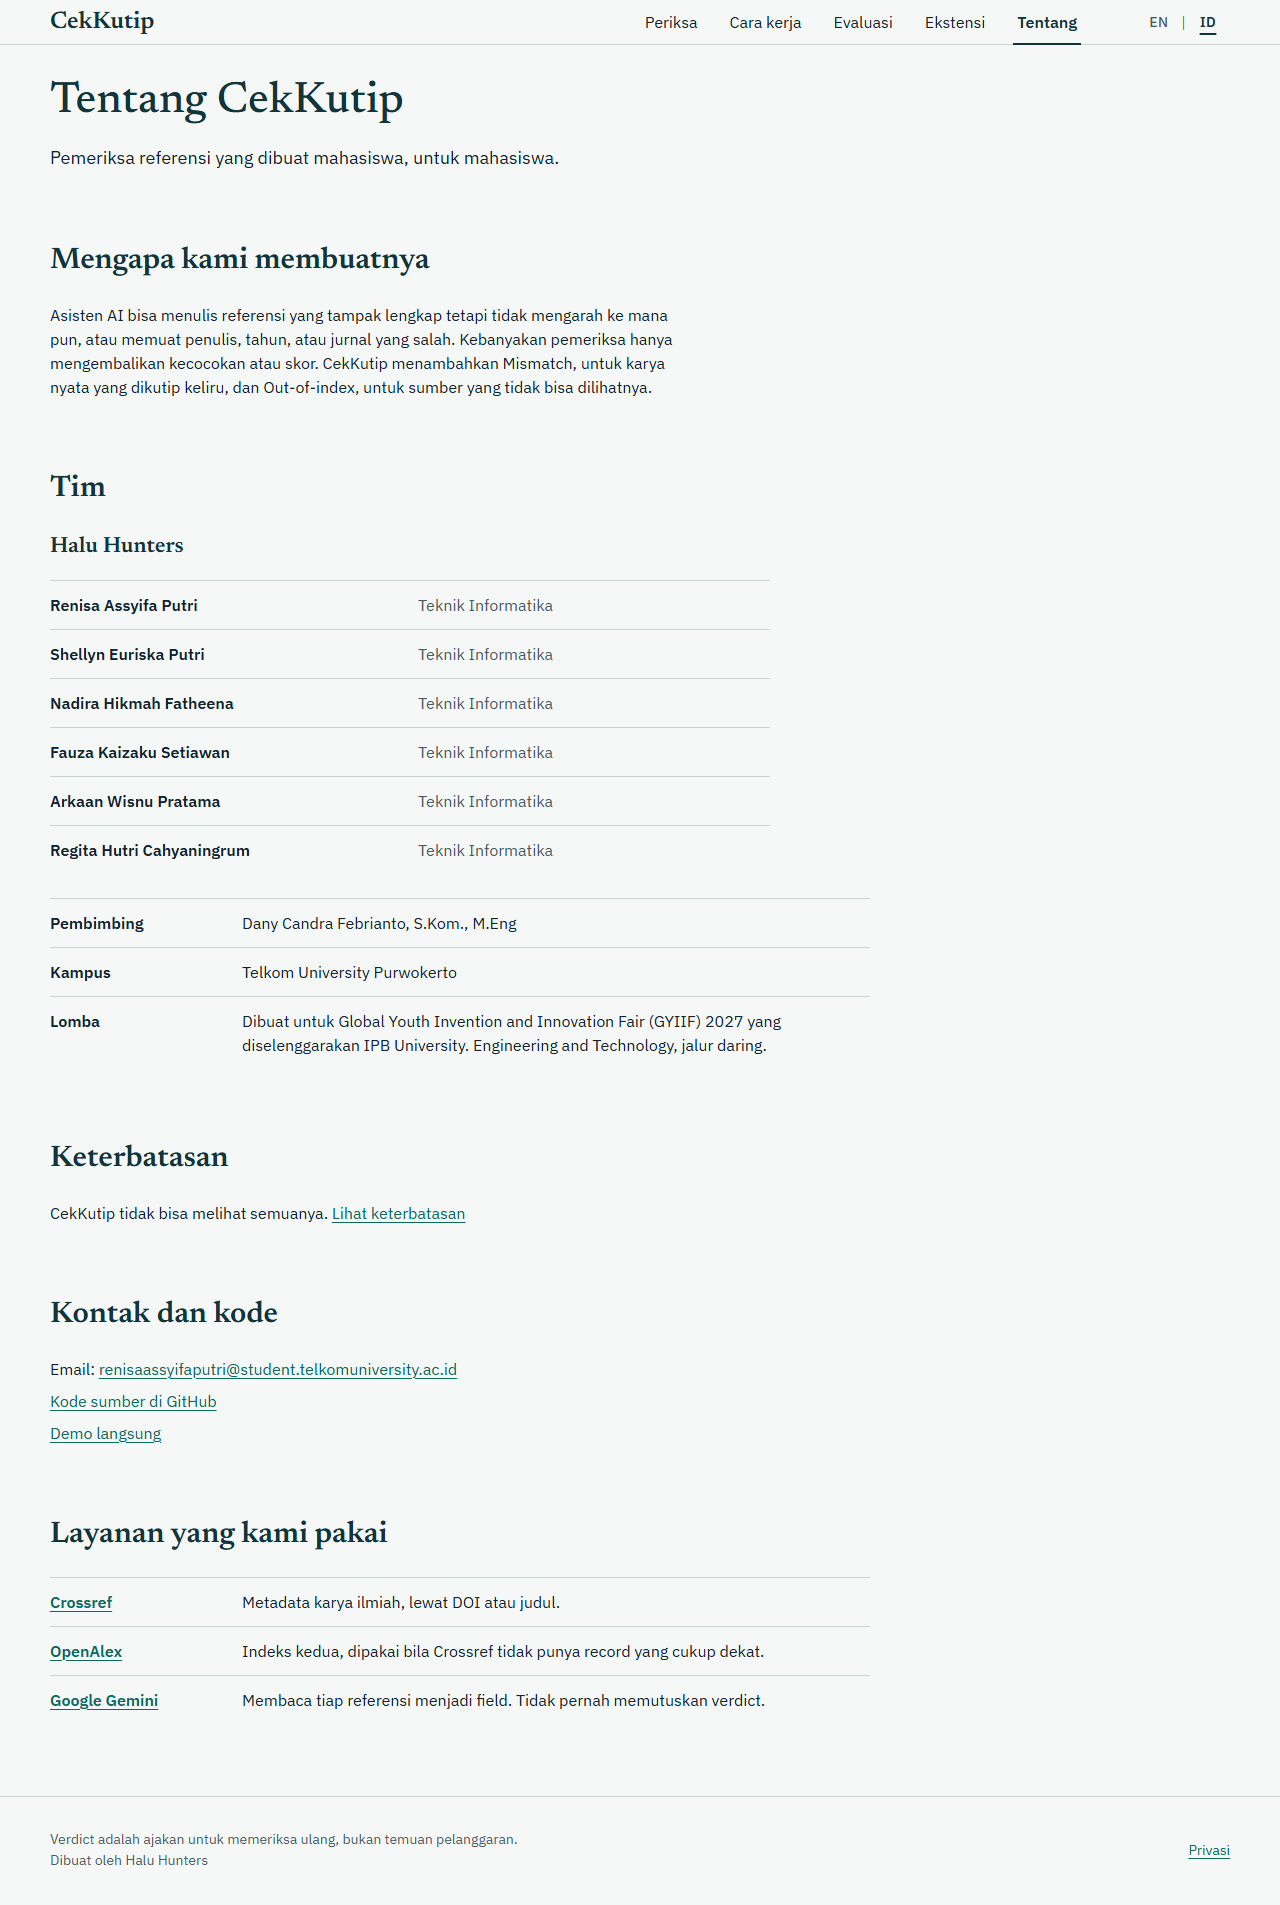 CekKutip
Periksa
Cara kerja
Evaluasi
Ekstensi
Tentang
EN | ID
Tentang CekKutip
Pemeriksa referensi yang dibuat mahasiswa, untuk mahasiswa.
Mengapa kami membuatnya
Asisten AI bisa menulis referensi yang tampak lengkap tetapi tidak mengarah ke mana
pun, atau memuat penulis, tahun, atau jurnal yang salah. Kebanyakan pemeriksa hanya
mengembalikan kecocokan atau skor. CekKutip menambahkan Mismatch, untuk karya
nyata yang dikutip keliru, dan Out-of-index, untuk sumber yang tidak bisa dilihatnya.
Tim
Halu Hunters
Renisa Assyifa Putri Teknik Informatika
Shellyn Euriska Putri Teknik Informatika
Nadira Hikmah Fatheena Teknik Informatika
Fauza Kaizaku Setiawan Teknik Informatika
Arkaan Wisnu Pratama Teknik Informatika
Regita Hutri Cahyaningrum Teknik Informatika
Pembimbing Dany Candra Febrianto, S.Kom., M.Eng
Kampus Telkom University Purwokerto
Lomba Dibuat untuk Global Youth Invention and Innovation Fair (GYIIF) 2027 yang
diselenggarakan IPB University. Engineering and Technology, jalur daring.
Keterbatasan
CekKutip tidak bisa melihat semuanya. Lihat keterbatasan
Kontak dan kode
Email: renisaassyifaputri@student.telkomuniversity.ac.id
Kode sumber di GitHub
Demo langsung
Layanan yang kami pakai
Crossref Metadata karya ilmiah, lewat DOI atau judul.
OpenAlex Indeks kedua, dipakai bila Crossref tidak punya record yang cukup dekat.
Google Gemini Membaca tiap referensi menjadi field. Tidak pernah memutuskan verdict.
Verdict adalah ajakan untuk memeriksa ulang, bukan temuan pelanggaran.
Dibuat oleh Halu Hunters
Privasi